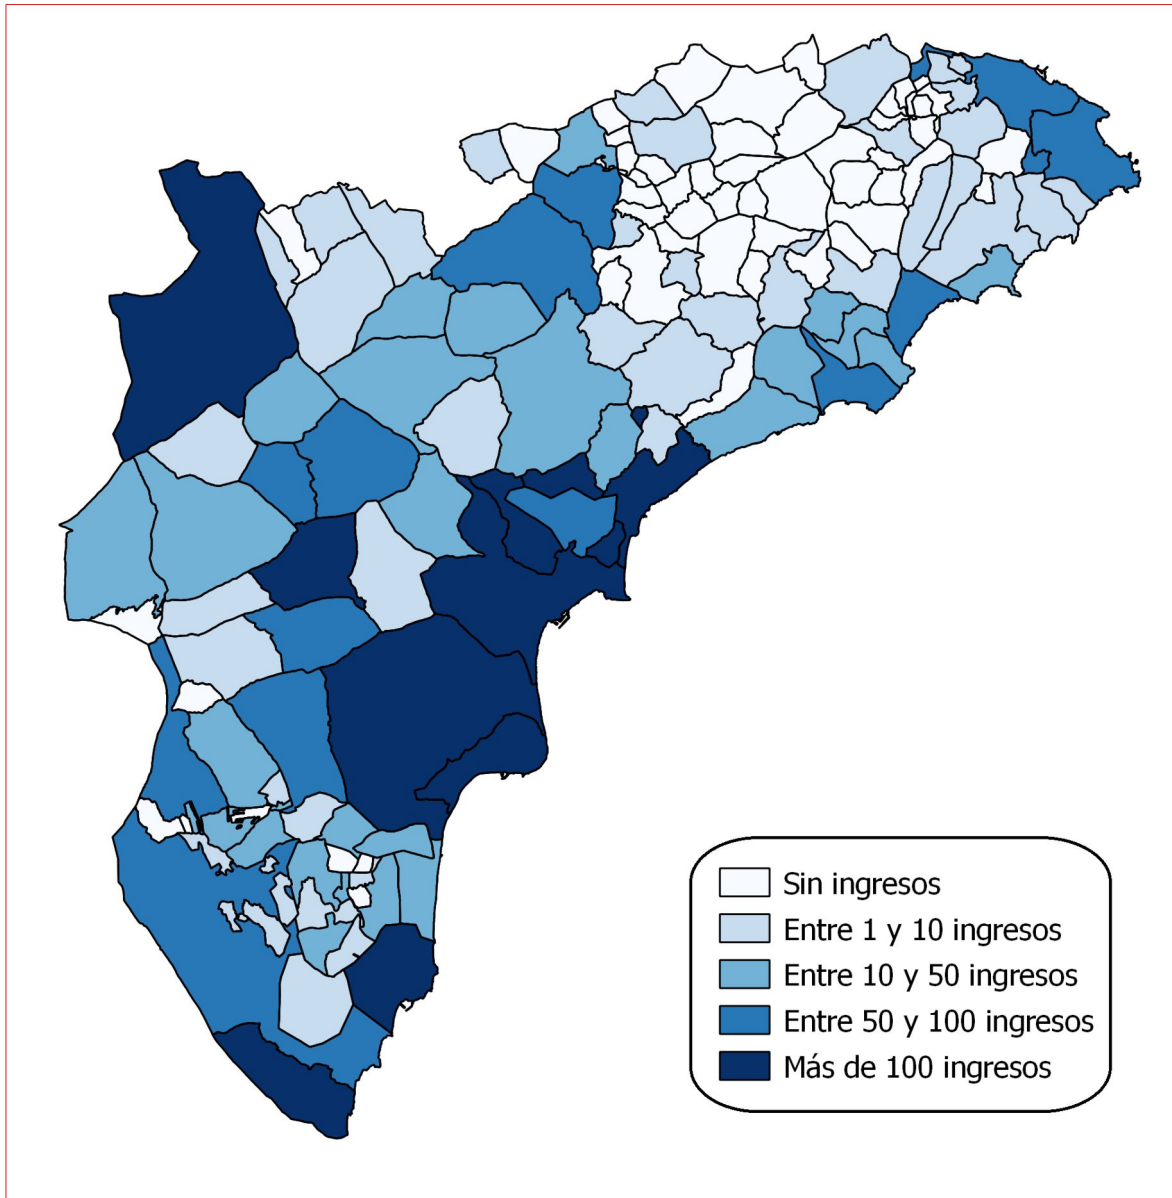 Sin ingresos
Entre 1 y 10 ingresos
Entre 10 y 50 ingresos
Entre 50 y 100 ingresos
Más de 100 ingresos